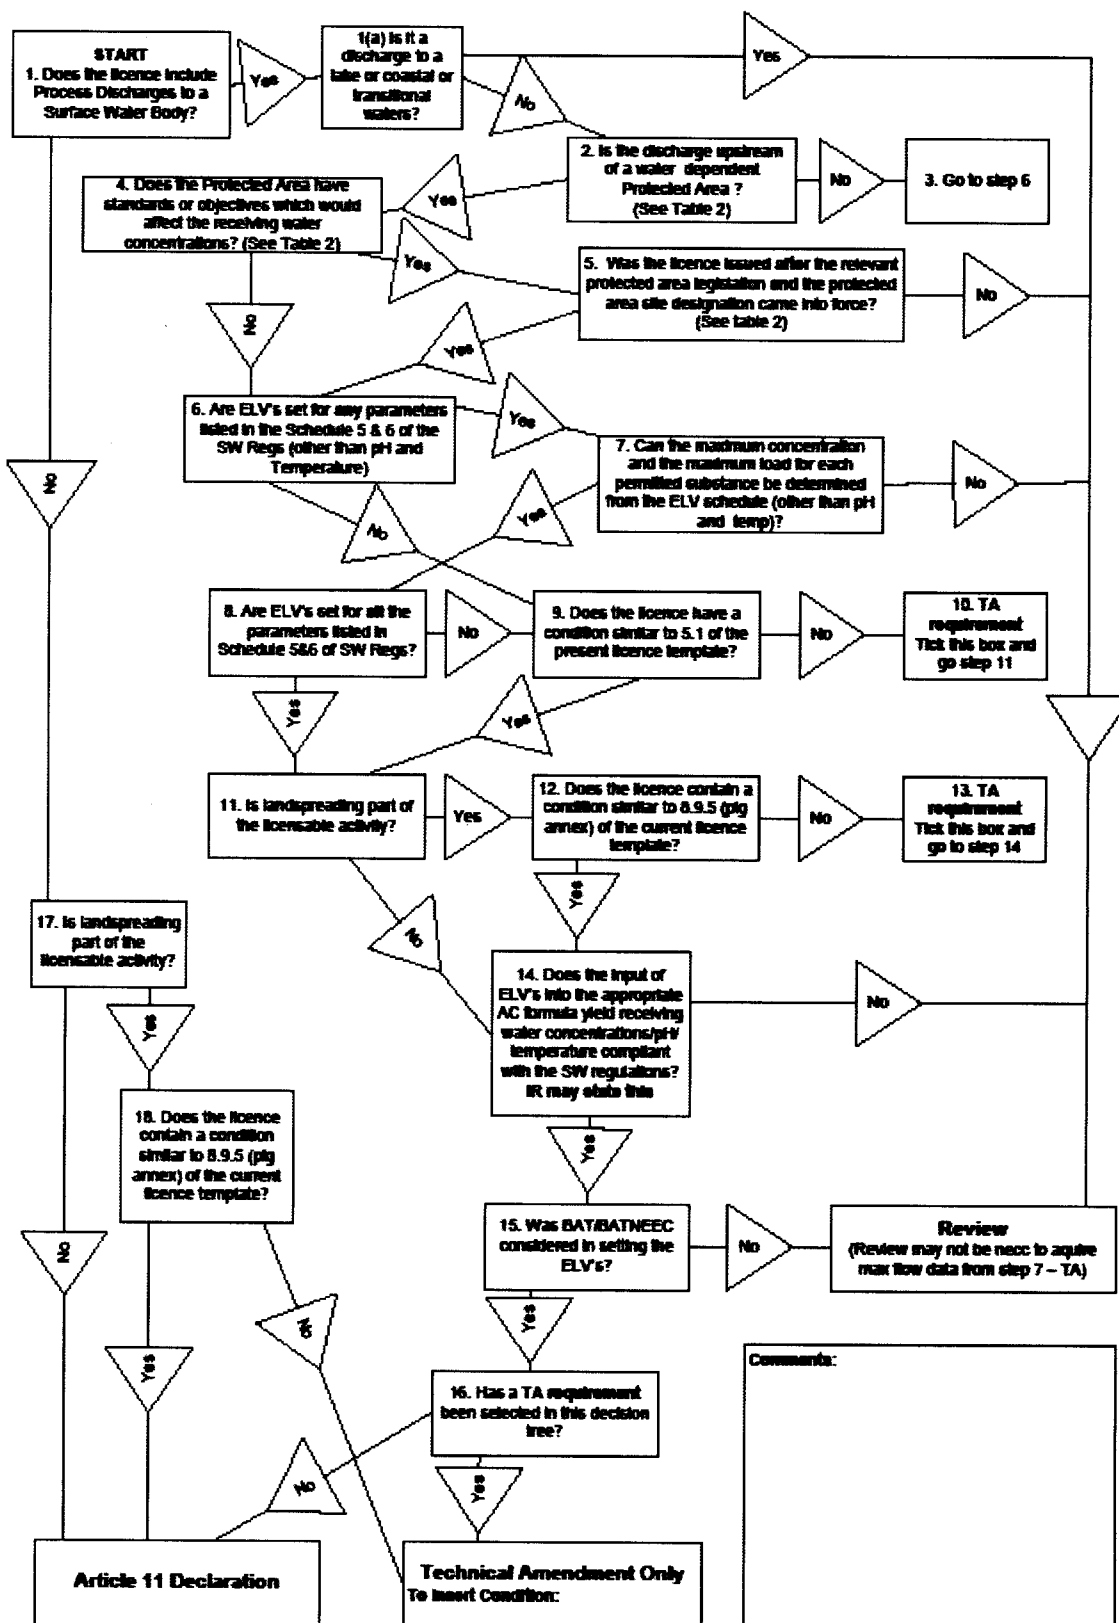 START
1. Does the licence include
Process Discharges to a
Surface Water Body?
Yes
1(a) Is it a
discharge to a
lake or coastal or
transitional
waters?
Yes
No
2. Is the discharge upstream
of a water dependent
Protected Area ?
(See Table 2)
No
3. Go to step 6
Yes
4. Does the Protected Area have
standards or objectives which would
affect the receiving water
concentrations? (See Table 2)
Yes
5. Was the licence issued after the relevant
protected area legislation and the protected
area site designation came into force?
(See table 2)
No
No
Yes
6. Are ELV's set for any parameters
listed in the Schedule 5 & 6 of the
SW Regs (other than pH and
Temperature)
Yes
7. Can the maximum concentration
and the maximum load for each
permitted substance be determined
from the ELV schedule (other than pH
and temp)?
No
No
Yes
No
8. Are ELV's set for all the
parameters listed in
Schedule 5&6 of SW Regs?
No
9. Does the licence have a
condition similar to 5.1 of the
present licence template?
No
10. TA
requirement
Tick this box and
go step 11
Yes
Yes
11. Is landspreading part of
the licensable activity?
Yes
12. Does the licence contain a
condition similar to 8.9.5 (pig
annex) of the current licence
template?
No
13. TA
requirement
Tick this box and
go to step 14
Yes
No
17. Is landspreading
part of the
licensable activity?
Yes
14. Does the input of
ELV's into the appropriate
AC formula yield receiving
water concentrations/pH/
temperature compliant
with the SW regulations?
IR may state this
No
18. Does the licence
contain a condition
similar to 8.9.5 (pig
annex) of the current
licence template?
Yes
No
15. Was BAT/BATNEEC
considered in setting the
ELV's?
No
Review
(Review may not be necc to aquire
max flow data from step 7 – TA)
No
Yes
Yes
16. Has a TA requirement
been selected in this decision
tree?
Comments:
No
Yes
Article 11 Declaration
Technical Amendment Only
To Insert Condition: